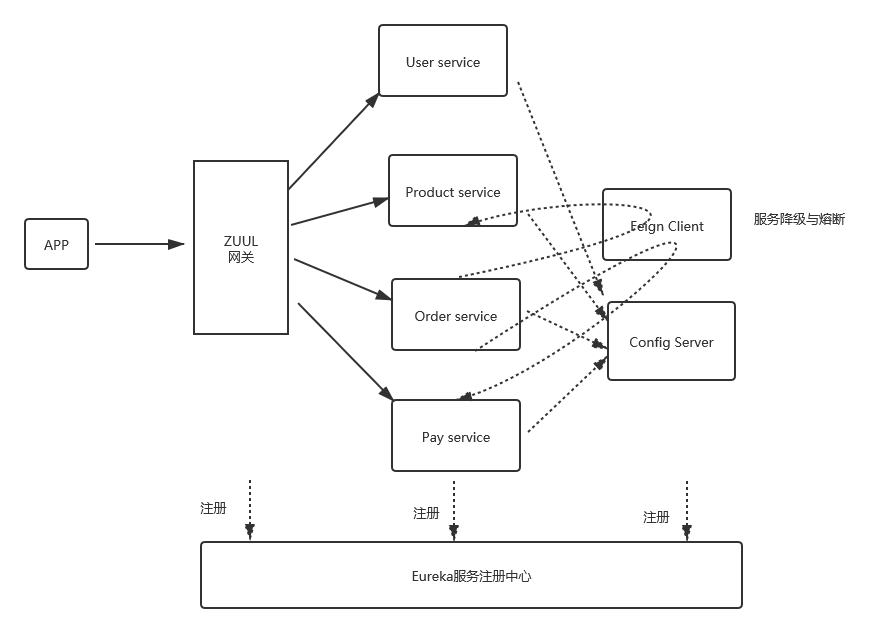 User service
Product service
Feign Client
服务降级与熔断
APP
ZUUL
网关
Order service
Config Server
Pay service
注册
注册
注册
Eureka服务注册中心